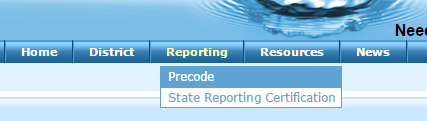 Need
Home District Reporting Resources News
Precode
State Reporting Certification